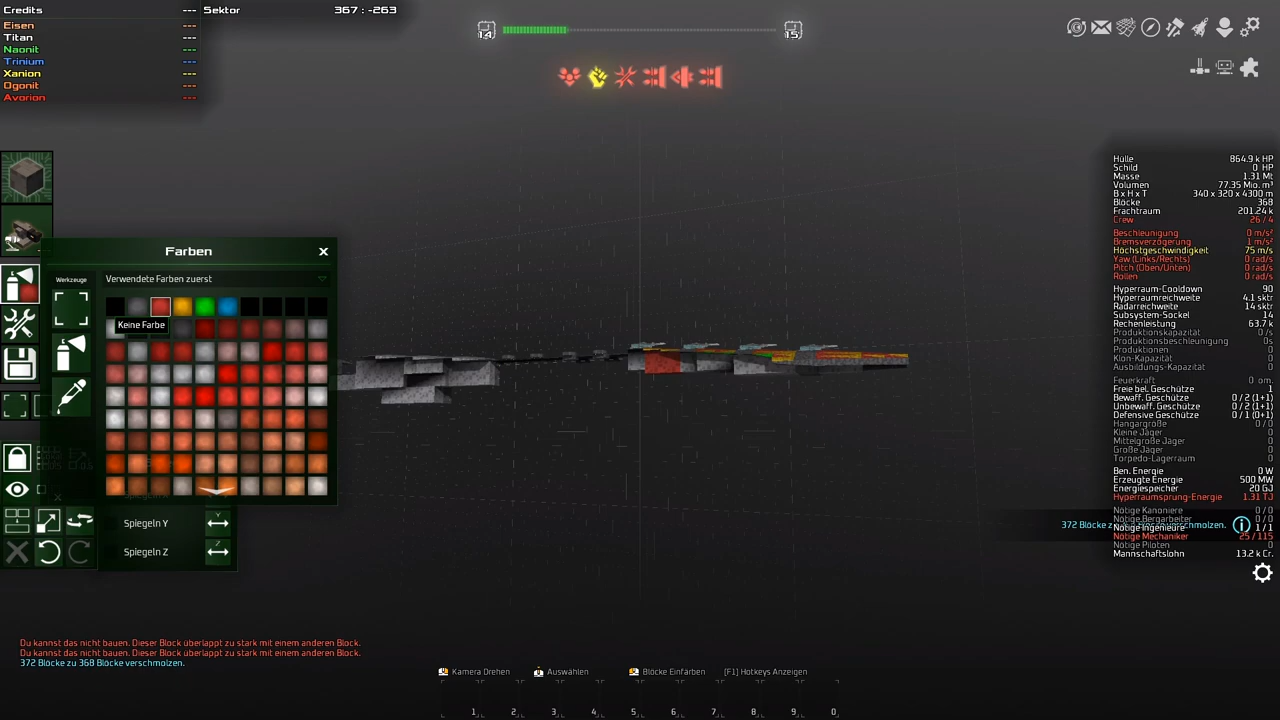 Credits ---
Sektor 367 : -263
Eisen ---
Titan ---
Naonit ---
Trinium ---
Xanion ---
Ogonit ---
Avorion ---
14
15
Farben
X
Werkzeuge
Verwendete Farben zuerst
Keine Farbe
Spiegeln Y
Y
Spiegeln Z
Z
Hülle 864.9 k HP
Schild 0 HP
Masse 1.31 Mt
Volumen 77.35 Mio. m³
B x H x T 340 x 320 x 4300 m
Blöcke 368
Frachtraum 201.24 k
Crew 26 / 4
Beschleunigung 0 m/s²
Bremsverzögerung 1 m/s²
Höchstgeschwindigkeit 75 m/s
Yaw (Links/Rechts) 0 rad/s
Pitch (Oben/Unten) 0 rad/s
Rollen 0 rad/s
Hyperraum-Cooldown 90
Hyperraumreichweite 4.1 sktr
Radarreichweite 14 sktr
Subsystem-Sockel 14
Rechenleistung 63.7 k
Produktionskapazität 0/s
Produktionsbeschleunigung 0s
Produktionen 0
Klon-Kapazität 0
Ausbildungs-Kapazität 0
Feuerkraft 0 om.
Freie bel. Geschütze 1
Bewaff. Geschütze 0 / 2 (1+1)
Unbewaff. Geschütze 0 / 2 (1+1)
Defensive Geschütze 0 / 1 (0+1)
Hangargröße 0 / 0
Kleine Jäger 0
Mittelgroße Jäger 0
Große Jäger 0
Torpedo-Lagerraum 0
Ben. Energie 0 W
Erzeugte Energie 500 MW
Energiespeicher 20 GJ
Hyperraumsprung-Energie 1.31 TJ
Nötige Kanoniere 0 / 0
Nötige Bergarbeiter 0/0
372 Blöcke z verschmolzen.
Nötige Ingenieure 1 / 1
Nötige Mechaniker 25 / 115
Nötige Piloten 0
Mannschaftslohn 13.2 k Cr.
Du kannst das nicht bauen. Dieser Block überlappt zu stark mit einem anderen Block.
Du kannst das nicht bauen. Dieser Block überlappt zu stark mit einem anderen Block.
372 Blöcke zu 368 Blöcke verschmolzen.
Kamera Drehen Auswählen Blöcke Einfärben [F1] Hotkeys Anzeigen
1 2 3 4 5 6 7 8 9 0